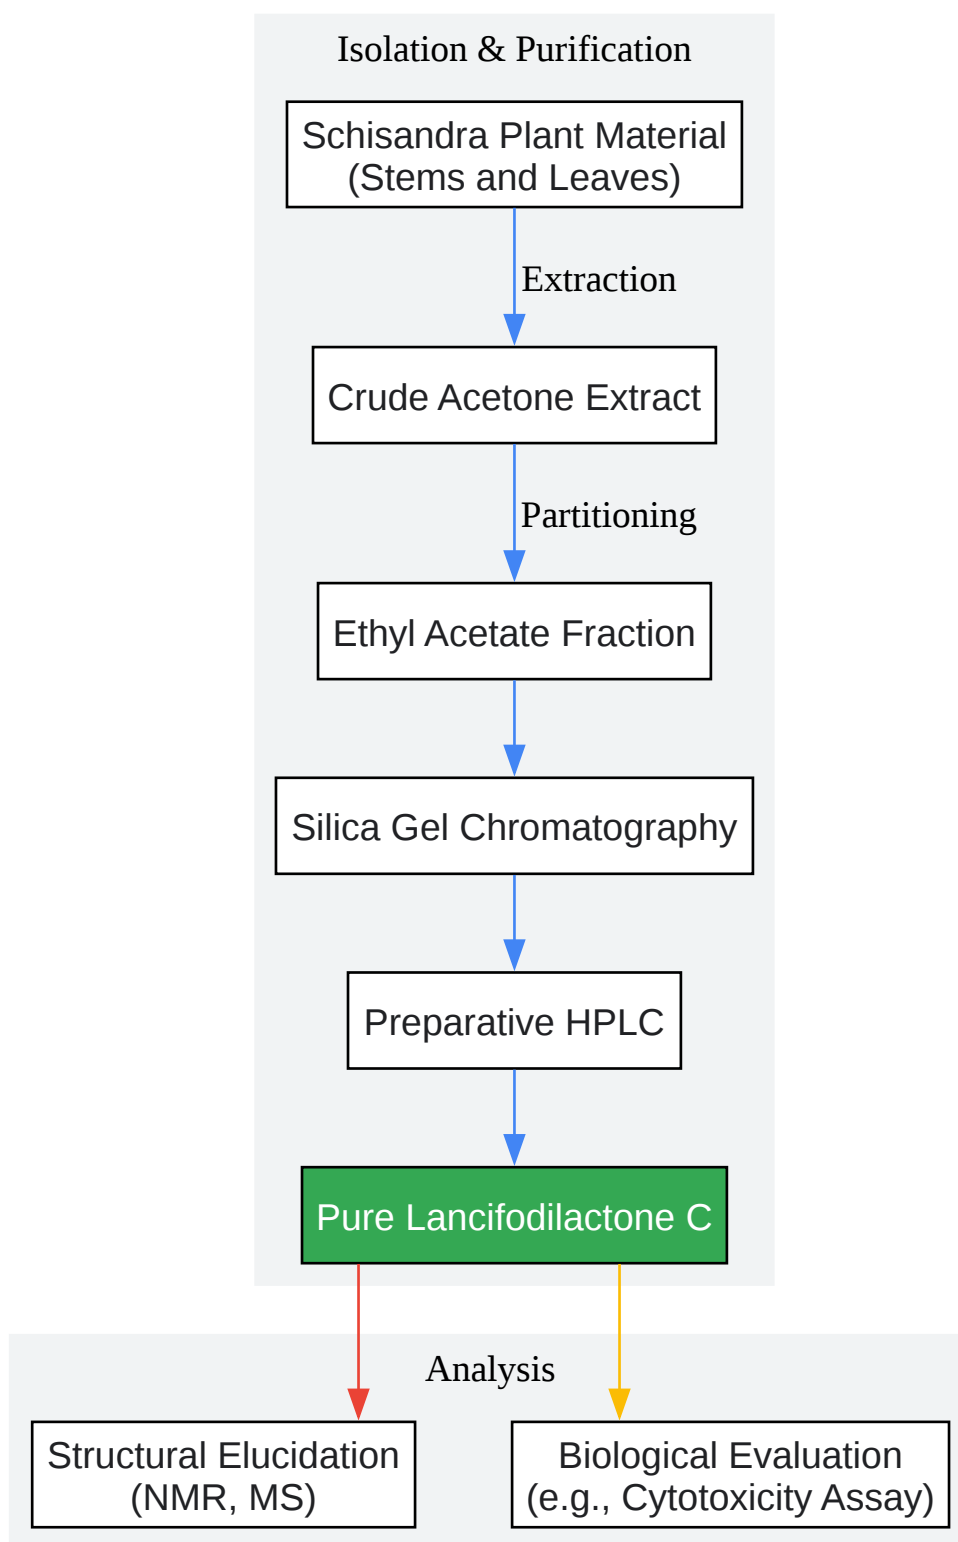 Isolation & Purification
Schisandra Plant Material
(Stems and Leaves)
Extraction
Crude Acetone Extract
Partitioning
Ethyl Acetate Fraction
Silica Gel Chromatography
Preparative HPLC
Pure Lancifodilactone C
Analysis
Structural Elucidation
(NMR, MS)
Biological Evaluation
(e.g., Cytotoxicity Assay)